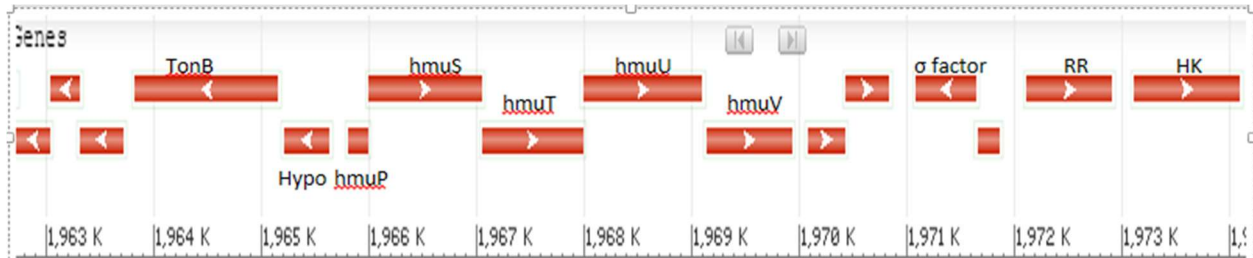 Genes
TonB hmuS hmuU σ factor RR HK
hmuT hmuV
Hypo hmuP
1,963 K 1,964 K 1,965 K 1,966 K 1,967 K 1,968 K 1,969 K 1,970 K 1,971 K 1,972 K 1,973 K